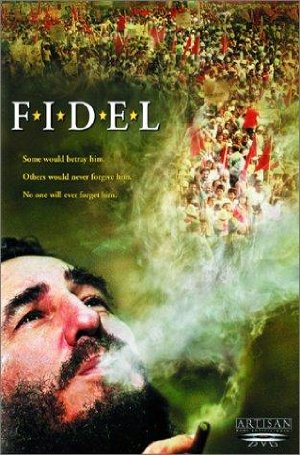 F★I★D★E★L
Some would betray him.
Others would never forgive him.
No one will ever forget him.
ARTISAN